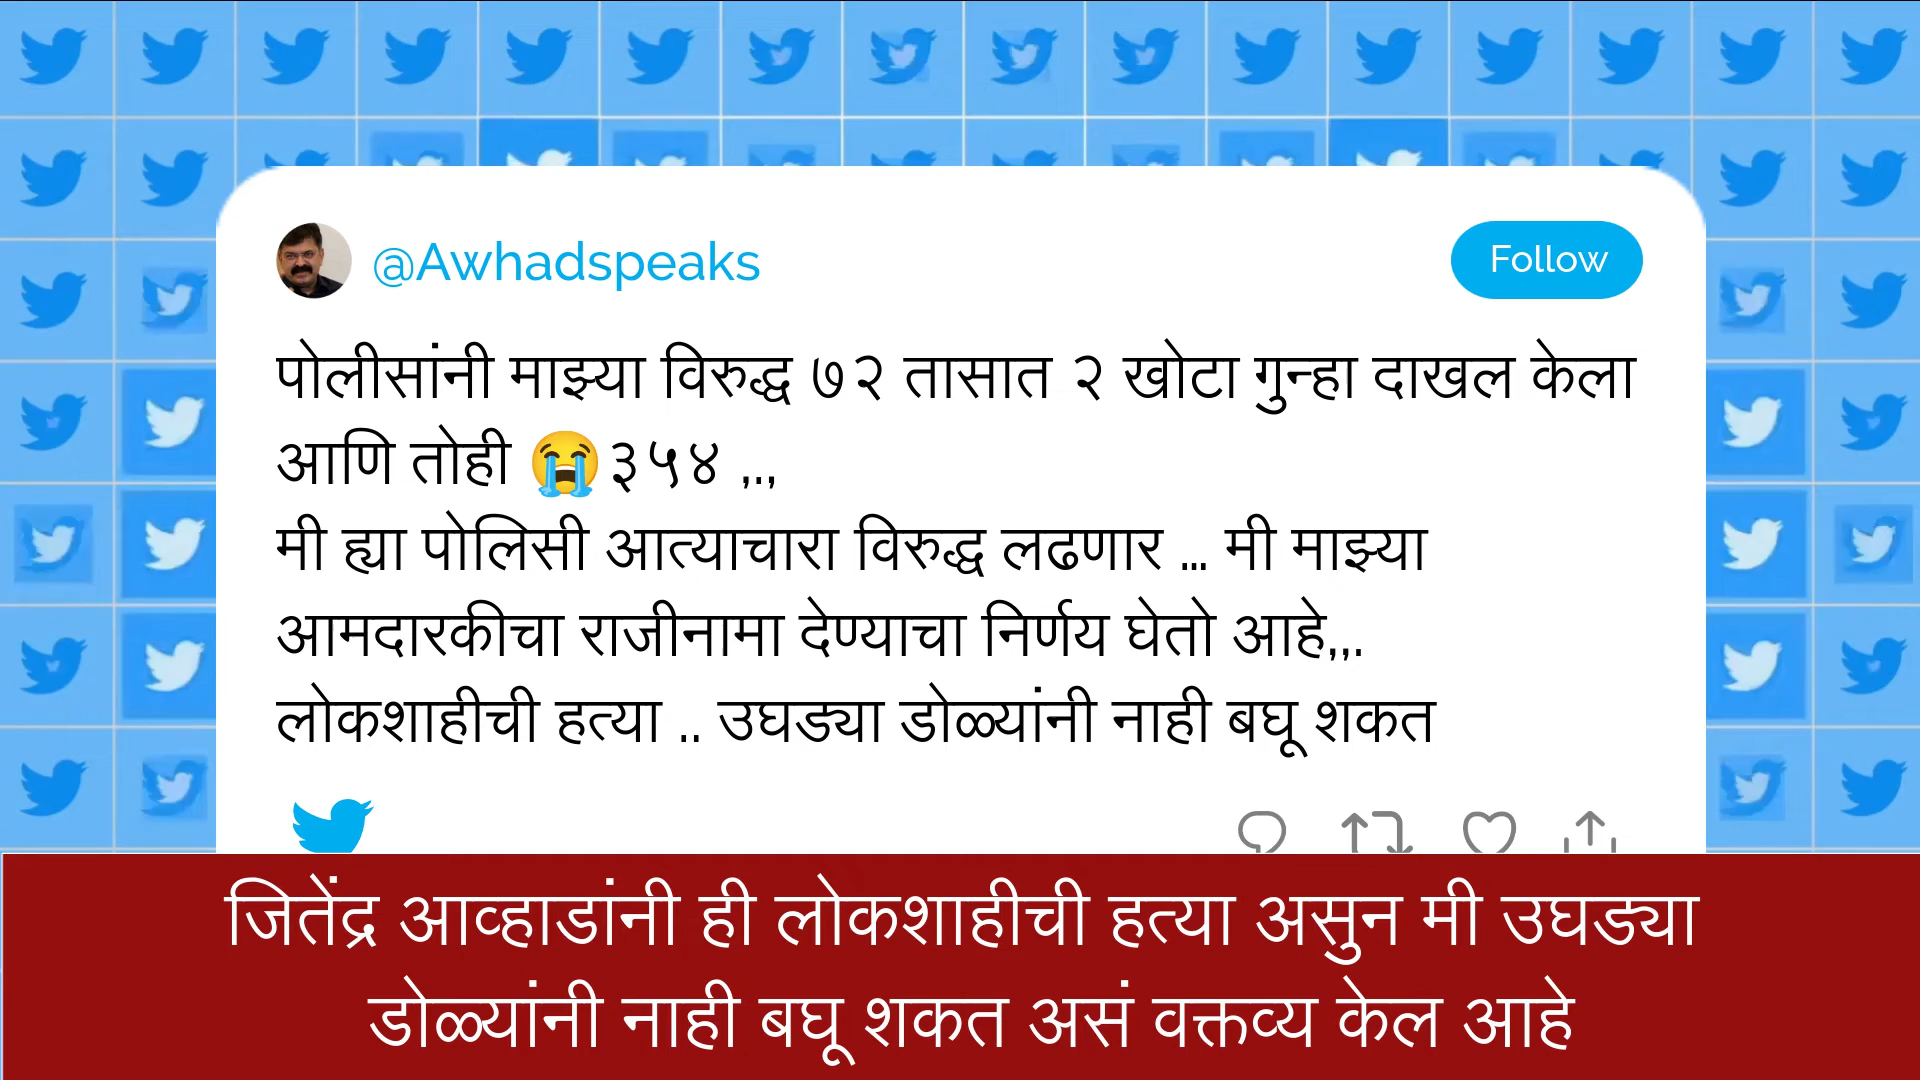 @Awhadspeaks
Follow
पोलीसांनी माझ्या विरुद्ध ७२ तासात २ खोटा गुन्हा दाखल केला
आणि तोही 😭३५४ ,.,
मी ह्या पोलिसी आत्याचारा विरुद्ध लढणार ... मी माझ्या
आमदारकीचा राजीनामा देण्याचा निर्णय घेतो आहे,,.
लोकशाहीची हत्या .. उघड्या डोळ्यांनी नाही बघू शकत
जितेंद्र आव्हाडांनी ही लोकशाहीची हत्या असुन मी उघड्या
डोळ्यांनी नाही बघू शकत असं वक्तव्य केल आहे